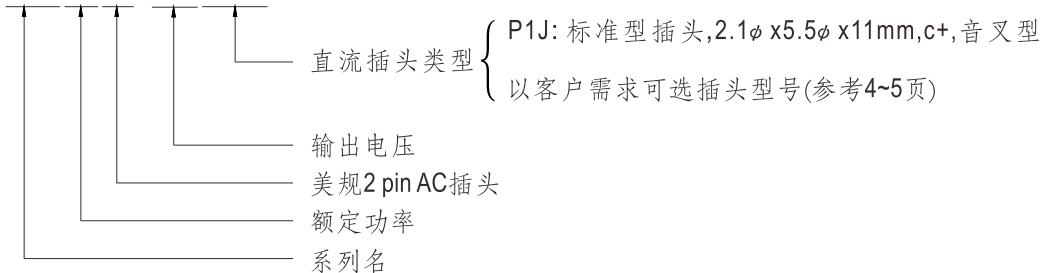 P1J: 标准型插头,2.1φ x5.5φ x11mm,c+,音叉型
直流插头类型
以客户需求可选插头型号(参考4~5页)
输出电压
美规2 pin AC插头
额定功率
系列名